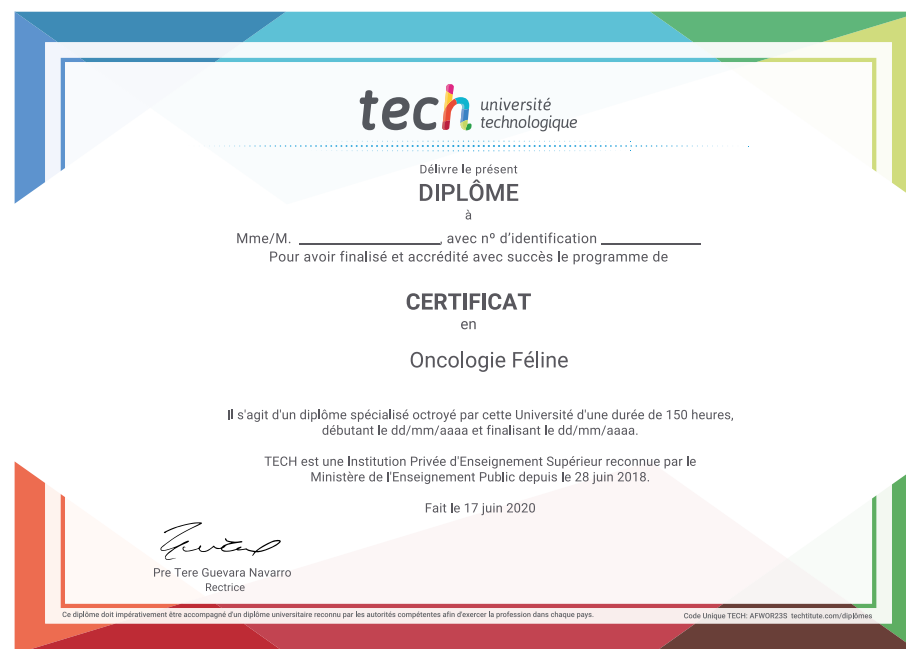 tech université
technologique
Délivre le présent
DIPLÔME
à
Mme/M. ____________________, avec nº d'identification ______________
Pour avoir finalisé et accrédité avec succès le programme de
CERTIFICAT
en
Oncologie Féline
Il s'agit d'un diplôme spécialisé octroyé par cette Université d'une durée de 150 heures,
débutant le dd/mm/aaaa et finalisant le dd/mm/aaaa.
TECH est une Institution Privée d'Enseignement Supérieur reconnue par le
Ministère de l'Enseignement Public depuis le 28 juin 2018.
Fait le 17 juin 2020
Pre Tere Guevara Navarro
Rectrice
Ce diplôme doit impérativement être accompagné d'un diplôme universitaire reconnu par les autorités compétentes afin d'exercer la profession dans chaque pays.
Code Unique TECH: AFWOR23S techtitute.com/diplômes